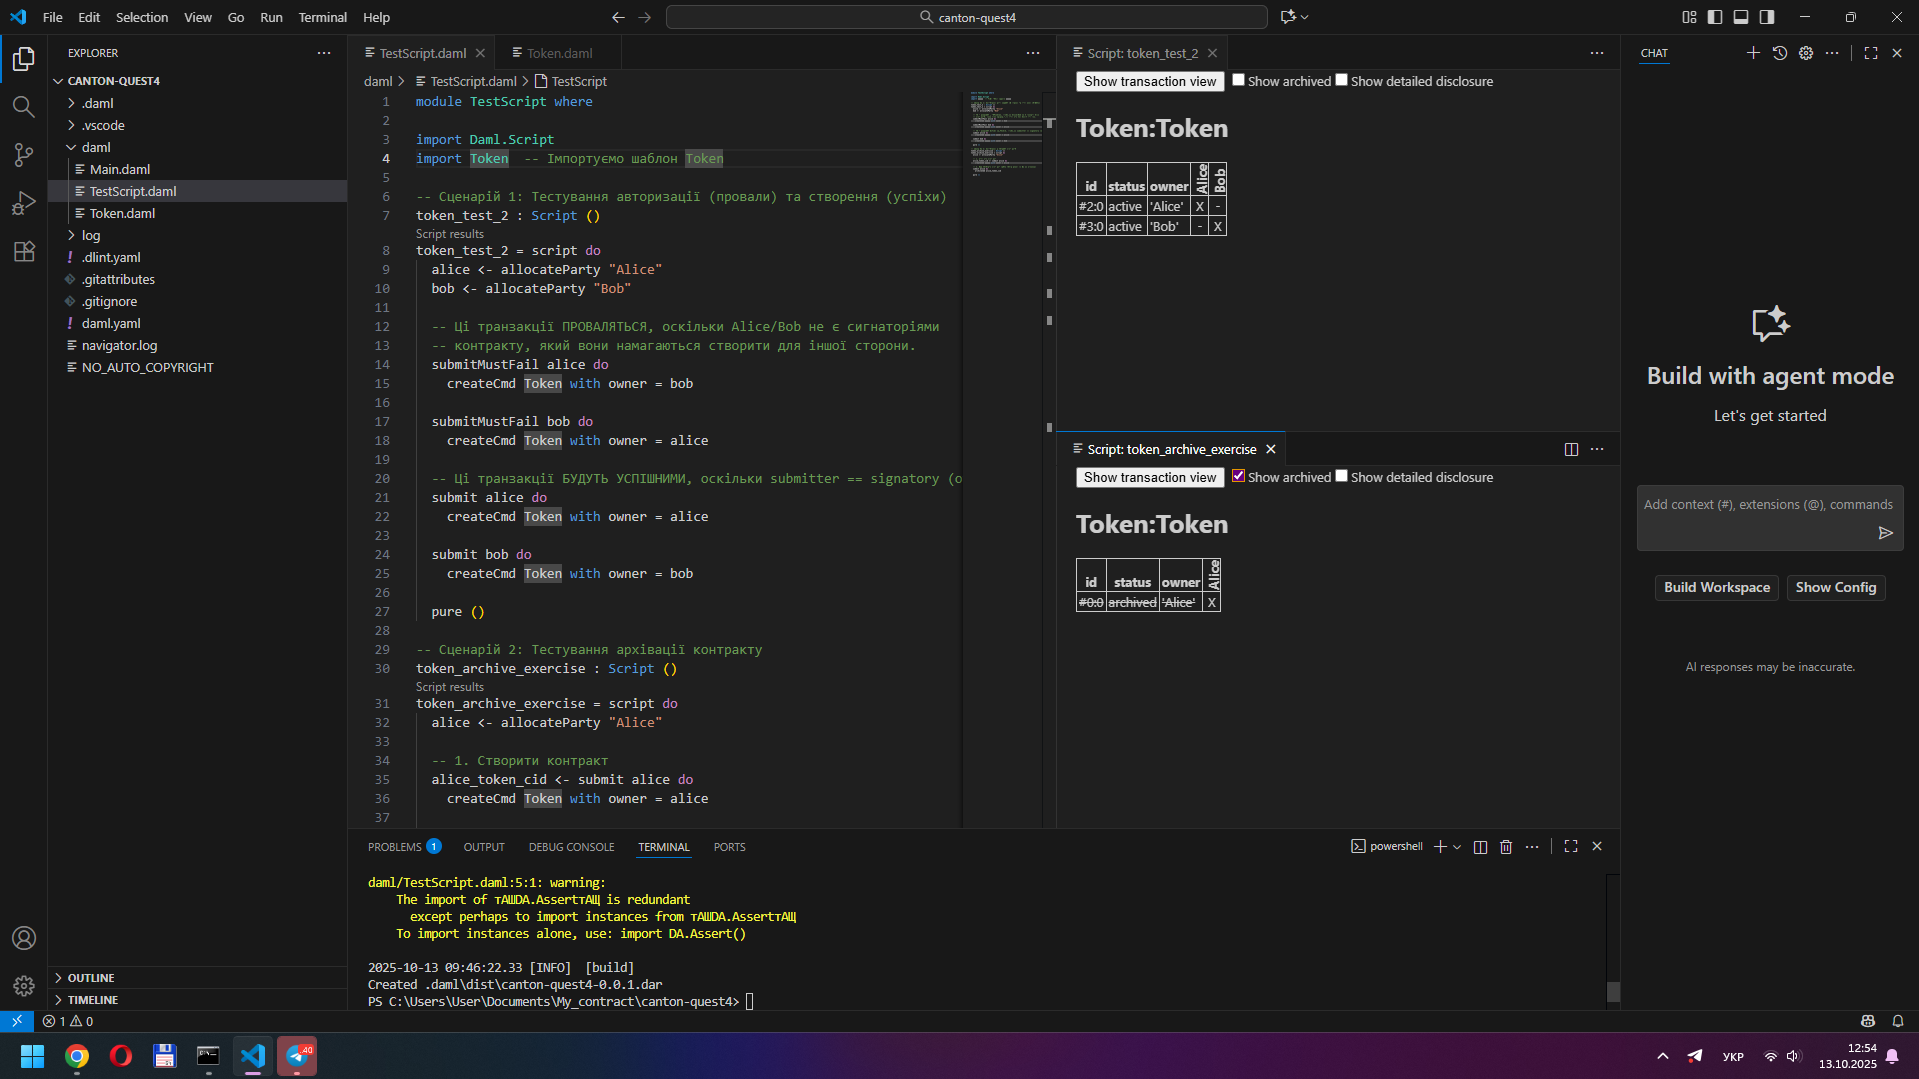 File Edit Selection View Go Run Terminal Help
canton-quest4
EXPLORER
CANTON-QUEST4
.daml
.vscode
daml
Main.daml
TestScript.daml
Token.daml
log
.dlint.yaml
.gitattributes
.gitignore
daml.yaml
navigator.log
NO_AUTO_COPYRIGHT
OUTLINE
TIMELINE
TestScript.daml
Token.daml
daml > TestScript.daml > TestScript
1 module TestScript where
2
3 import Daml.Script
4 import Token -- Імпортуємо шаблон Token
5
6 -- Сценарій 1: Тестування авторизації (провали) та створення (успіхи)
7 token_test_2 : Script ()
Script results
8 token_test_2 = script do
9 alice <- allocateParty "Alice"
10 bob <- allocateParty "Bob"
11
12 -- Ці транзакції ПРОВАЛЯТЬСЯ, оскільки Alice/Bob не є сигнаторіями
13 -- контракту, який вони намагаються створити для іншої сторони.
14 submitMustFail alice do
15 createCmd Token with owner = bob
16
17 submitMustFail bob do
18 createCmd Token with owner = alice
19
20 -- Ці транзакції БУДУТЬ УСПІШНИМИ, оскільки submitter == signatory (o
21 submit alice do
22 createCmd Token with owner = alice
23
24 submit bob do
25 createCmd Token with owner = bob
26
27 pure ()
28
29 -- Сценарій 2: Тестування архівації контракту
30 token_archive_exercise : Script ()
Script results
31 token_archive_exercise = script do
32 alice <- allocateParty "Alice"
33
34 -- 1. Створити контракт
35 alice_token_cid <- submit alice do
36 createCmd Token with owner = alice
37
Script: token_test_2
Show transaction view Show archived Show detailed disclosure
Token:Token
id status owner Alice Bob
#2:0 active 'Alice' X -
#3:0 active 'Bob' - X
Script: token_archive_exercise
Show transaction view Show archived Show detailed disclosure
Token:Token
id status owner Alice
#0:0 archived 'Alice' X
CHAT
Build with agent mode
Let's get started
Add context (#), extensions (@), commands
Build Workspace Show Config
AI responses may be inaccurate.
PROBLEMS 1 OUTPUT DEBUG CONSOLE TERMINAL PORTS
powershell
daml/TestScript.daml:5:1: warning:
The import of тАШDA.AssertтАЩ is redundant
except perhaps to import instances from тАШDA.AssertтАЩ
To import instances alone, use: import DA.Assert()
2025-10-13 09:46:22.33 [INFO] [build]
Created .daml\dist\canton-quest4-0.0.1.dar
PS C:\Users\User\Documents\My_contract\canton-quest4>
1 0
40
УКР
12:54
13.10.2025